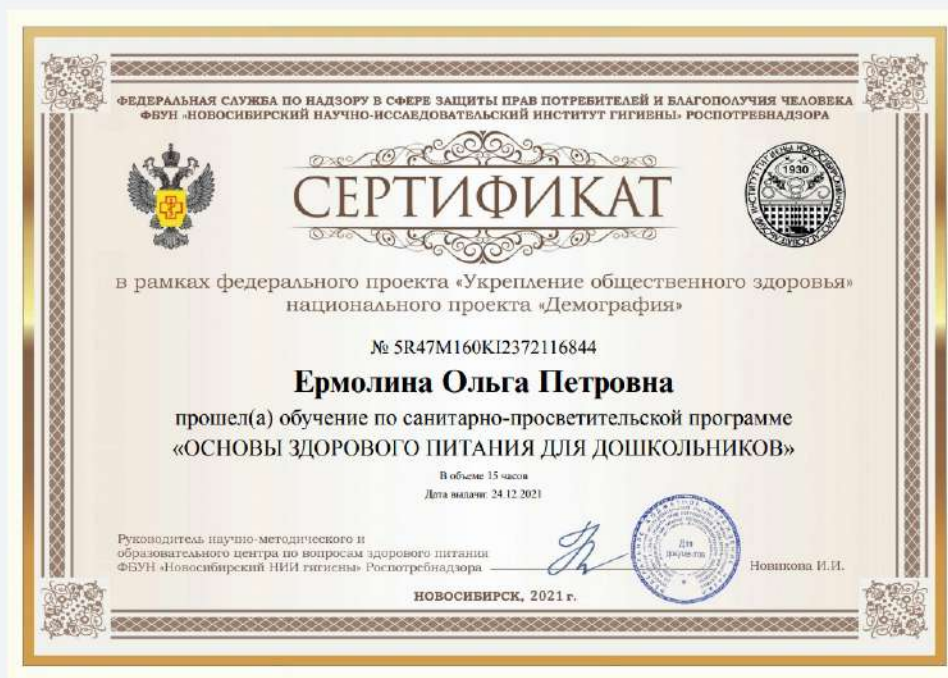 ФЕДЕРАЛЬНАЯ СЛУЖБА ПО НАДЗОРУ В СФЕРЕ ЗАЩИТЫ ПРАВ ПОТРЕБИТЕЛЕЙ И БЛАГОПОЛУЧИЯ ЧЕЛОВЕКА
ФБУН «НОВОСИБИРСКИЙ НАУЧНО-ИССЛЕДОВАТЕЛЬСКИЙ ИНСТИТУТ ГИГИЕНЫ» РОСПОТРЕБНАДЗОРА
1930
СЕРТИФИКАТ
в рамках федерального проекта «Укрепление общественного здоровья»
национального проекта «Демография»
№ 5R47M160KI2372116844
Ермолина Ольга Петровна
прошел(а) обучение по санитарно-просветительской программе
«ОСНОВЫ ЗДОРОВОГО ПИТАНИЯ ДЛЯ ДОШКОЛЬНИКОВ»
В объеме 15 часов
Дата выдачи: 24.12.2021
Руководитель научно-методического и
образовательного центра по вопросам здорового питания
ФБУН «Новосибирский НИИ гигиены» Роспотребнадзора
Для
документов
Новикова И.И.
НОВОСИБИРСК, 2021 г.